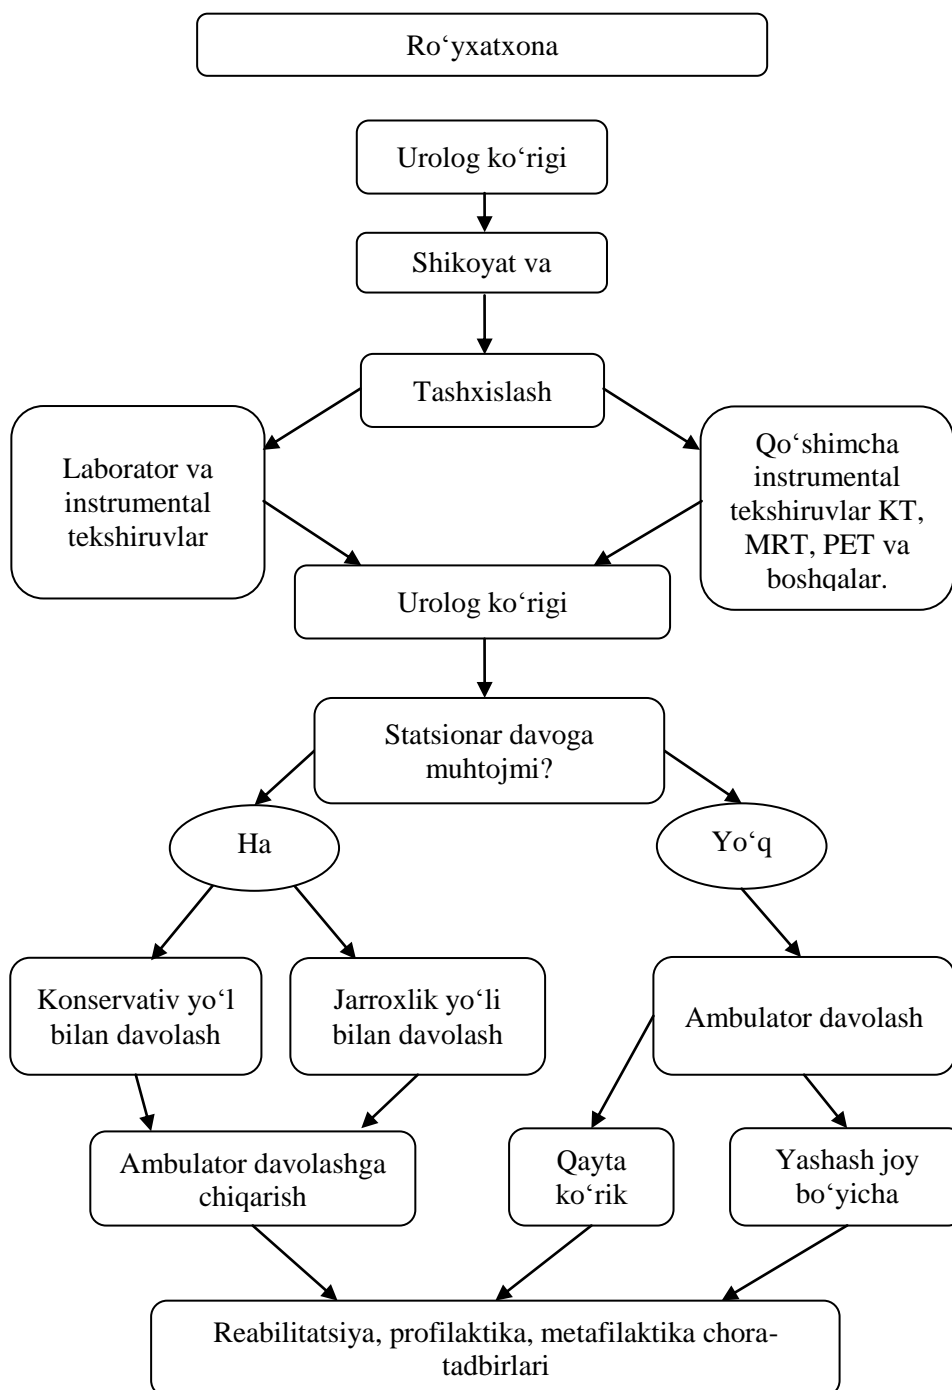 Ro‘yxatxona
Urolog ko‘rigi
Shikoyat va
Tashxislash
Laborator va
instrumental
tekshiruvlar
Qo‘shimcha
instrumental
tekshiruvlar KT,
MRT, PET va
boshqalar.
Urolog ko‘rigi
Statsionar davoga
muhtojmi?
Ha
Yo‘q
Konservativ yo‘l
bilan davolash
Jarroxlik yo‘li
bilan davolash
Ambulator davolash
Ambulator davolashga
chiqarish
Qayta
ko‘rik
Yashash joy
bo‘yicha
Reabilitatsiya, profilaktika, metafilaktika chora-
tadbirlari